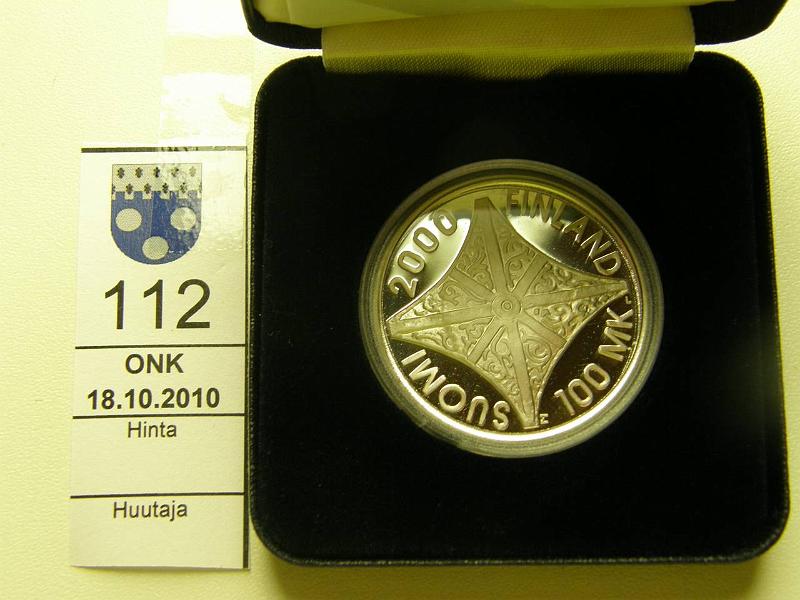 112
ONK
18.10.2010
Hinta
Huutaja
2000 FINLAND
SUOMI 100 MK
M